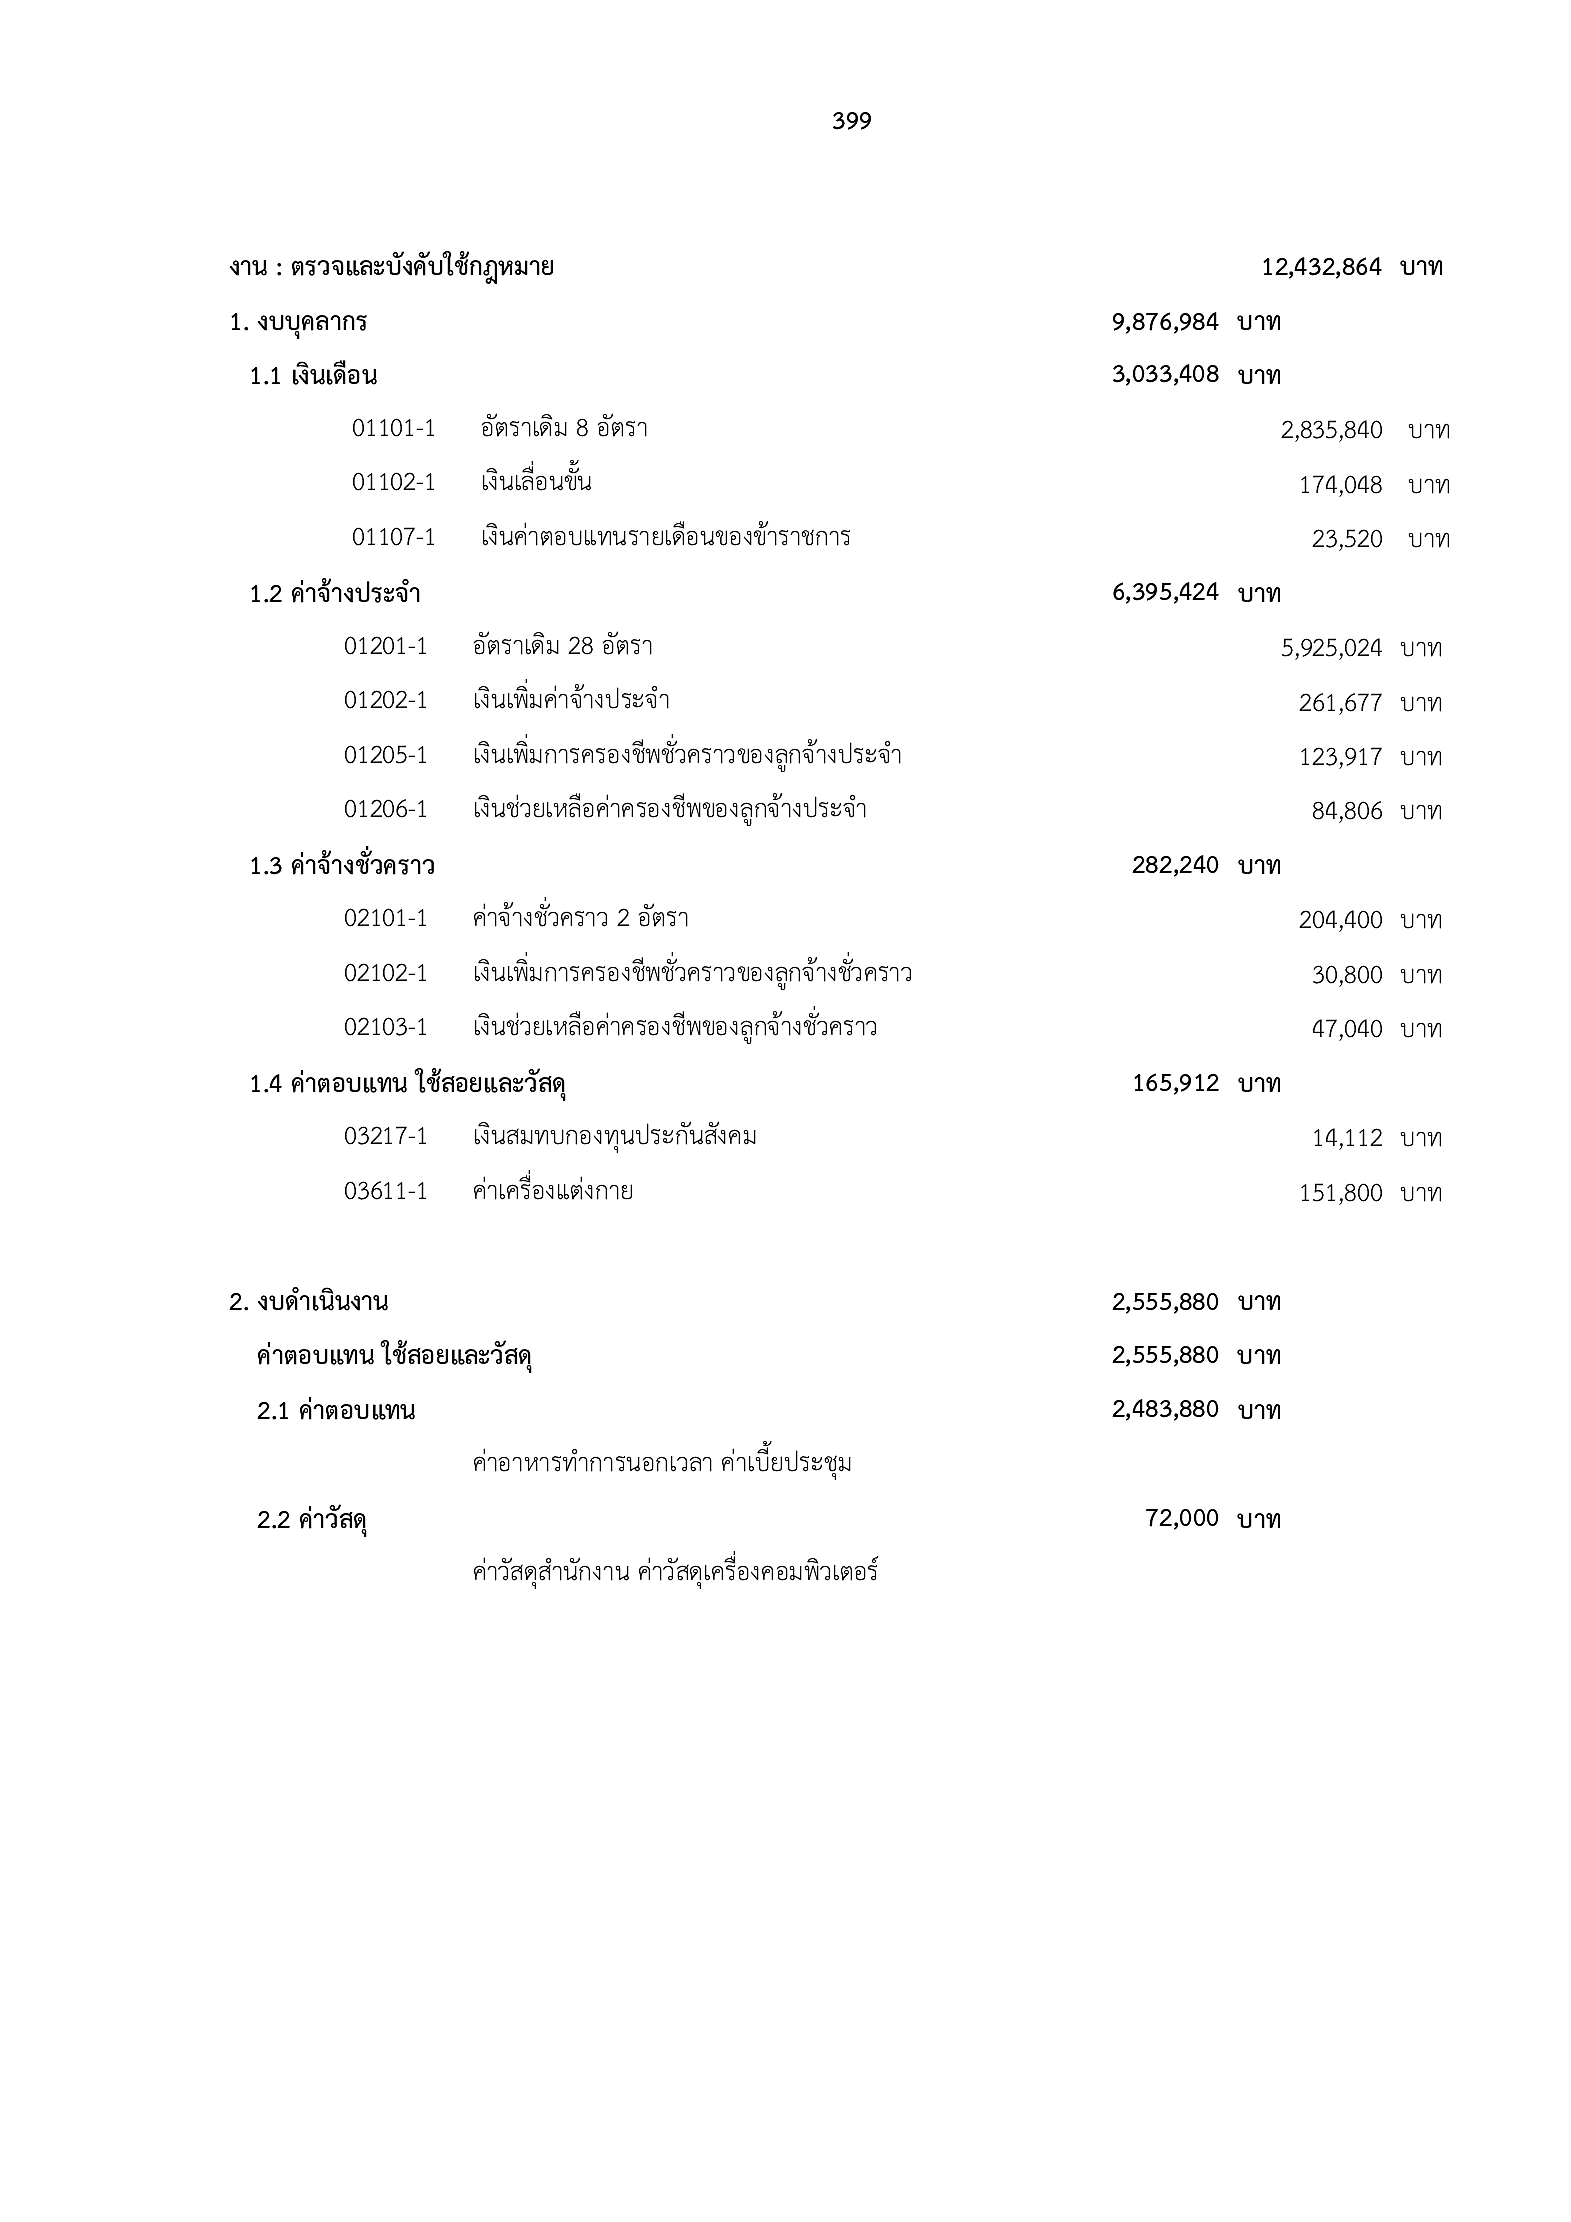 399
งาน : ตรวจและบังคับใช้กฎหมาย 12,432,864 บาท
1. งบบุคลากร 9,876,984 บาท
1.1 เงินเดือน 3,033,408 บาท
01101-1 อัตราเดิม 8 อัตรา 2,835,840 บาท
01102-1 เงินเลื่อนขั้น 174,048 บาท
01107-1 เงินค่าตอบแทนรายเดือนของข้าราชการ 23,520 บาท
1.2 ค่าจ้างประจำ 6,395,424 บาท
01201-1 อัตราเดิม 28 อัตรา 5,925,024 บาท
01202-1 เงินเพิ่มค่าจ้างประจำ 261,677 บาท
01205-1 เงินเพิ่มการครองชีพชั่วคราวของลูกจ้างประจำ 123,917 บาท
01206-1 เงินช่วยเหลือค่าครองชีพของลูกจ้างประจำ 84,806 บาท
1.3 ค่าจ้างชั่วคราว 282,240 บาท
02101-1 ค่าจ้างชั่วคราว 2 อัตรา 204,400 บาท
02102-1 เงินเพิ่มการครองชีพชั่วคราวของลูกจ้างชั่วคราว 30,800 บาท
02103-1 เงินช่วยเหลือค่าครองชีพของลูกจ้างชั่วคราว 47,040 บาท
1.4 ค่าตอบแทน ใช้สอยและวัสดุ 165,912 บาท
03217-1 เงินสมทบกองทุนประกันสังคม 14,112 บาท
03611-1 ค่าเครื่องแต่งกาย 151,800 บาท
2. งบดำเนินงาน 2,555,880 บาท
ค่าตอบแทน ใช้สอยและวัสดุ 2,555,880 บาท
2.1 ค่าตอบแทน 2,483,880 บาท
ค่าอาหารทำการนอกเวลา ค่าเบี้ยประชุม
2.2 ค่าวัสดุ 72,000 บาท
ค่าวัสดุสำนักงาน ค่าวัสดุเครื่องคอมพิวเตอร์